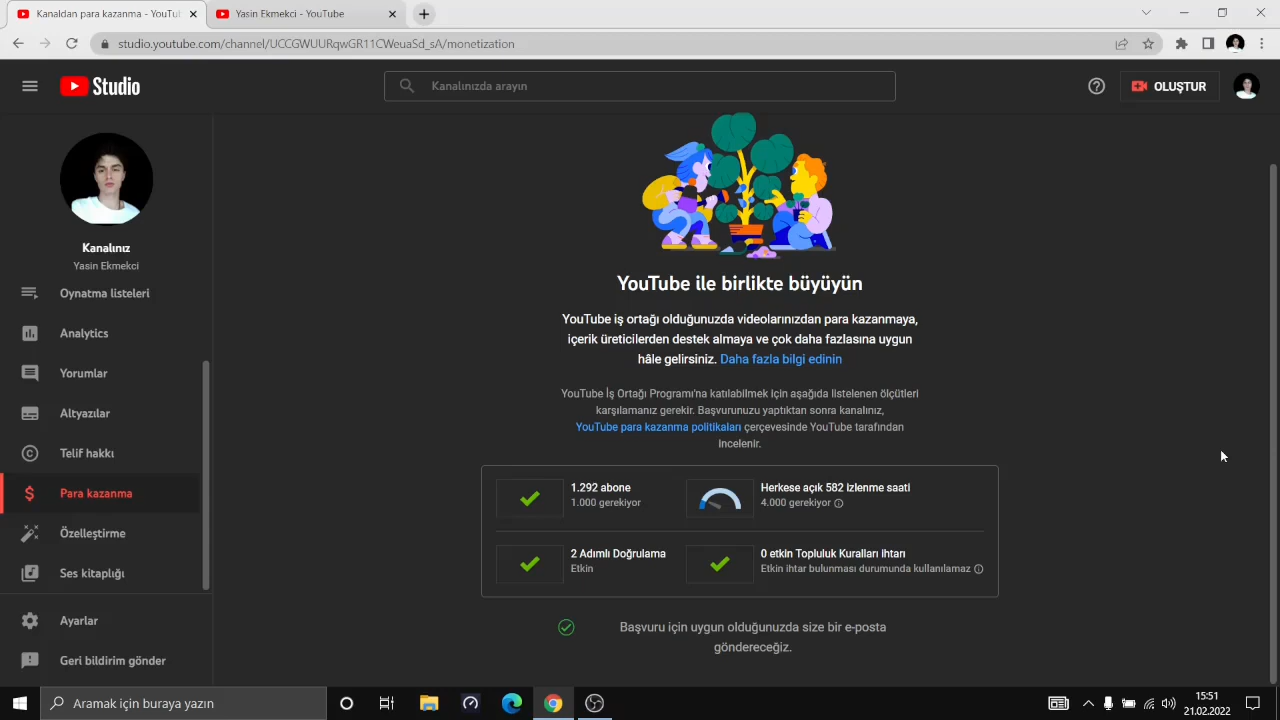 Kanaldan para kazanma - YouTu
Yasin Ekmekci - YouTube
studio.youtube.com/channel/UCCGWUURqwGR11CWeuaSd_sA/monetization
Studio
Kanalınızda arayın
OLUŞTUR
Kanalınız
Yasin Ekmekci
Oynatma listeleri
Analytics
Yorumlar
Altyazılar
Telif hakkı
Para kazanma
Özelleştirme
Ses kitaplığı
Ayarlar
Geri bildirim gönder
YouTube ile birlikte büyüyün
YouTube iş ortağı olduğunuzda videolarınızdan para kazanmaya,
içerik üreticilerden destek almaya ve çok daha fazlasına uygun
hâle gelirsiniz. Daha fazla bilgi edinin
YouTube İş Ortağı Programı'na katılabilmek için aşağıda listelenen ölçütleri
karşılamanız gerekir. Başvurunuzu yaptıktan sonra kanalınız,
YouTube para kazanma politikaları çerçevesinde YouTube tarafından
incelenir.
1.292 abone
1.000 gerekiyor
Herkese açık 582 izlenme saati
4.000 gerekiyor
2 Adımlı Doğrulama
Etkin
0 etkin Topluluk Kuralları ihtarı
Etkin ihtar bulunması durumunda kullanılamaz
Başvuru için uygun olduğunuzda size bir e-posta
göndereceğiz.
Aramak için buraya yazın
15:51
21.02.2022